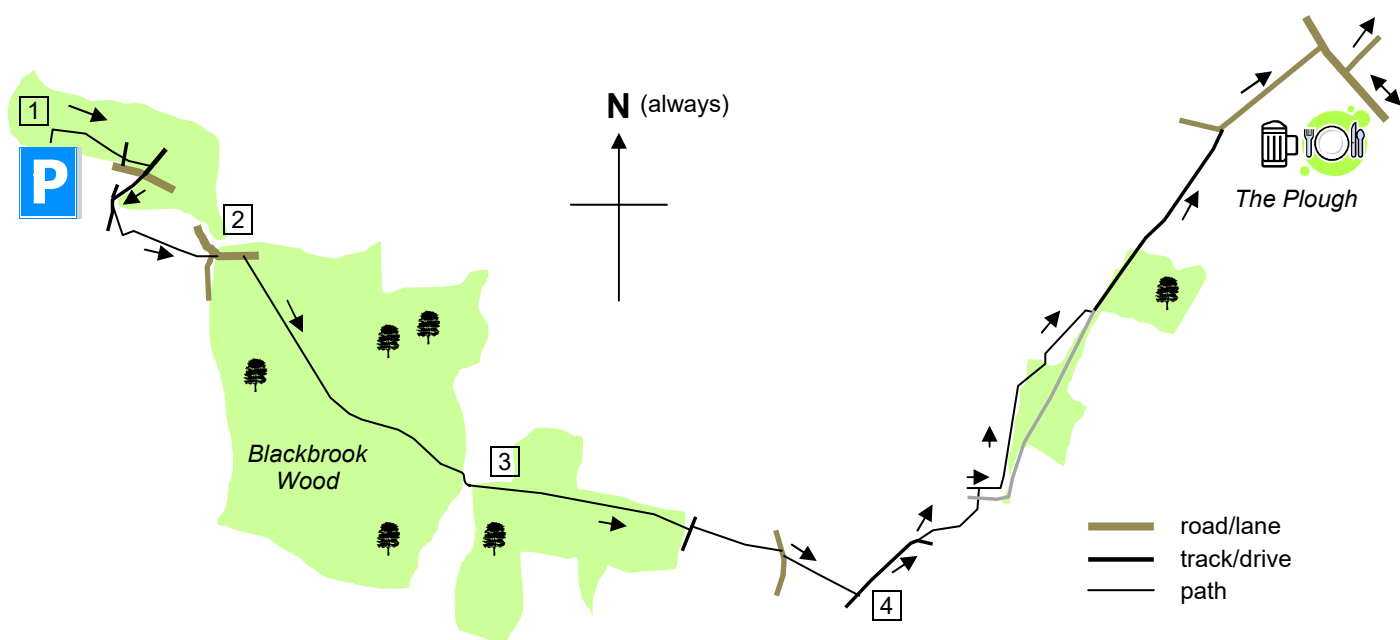 1
P
2
N (always)
The Plough
Blackbrook
Wood
3
4
road/lane
track/drive
path